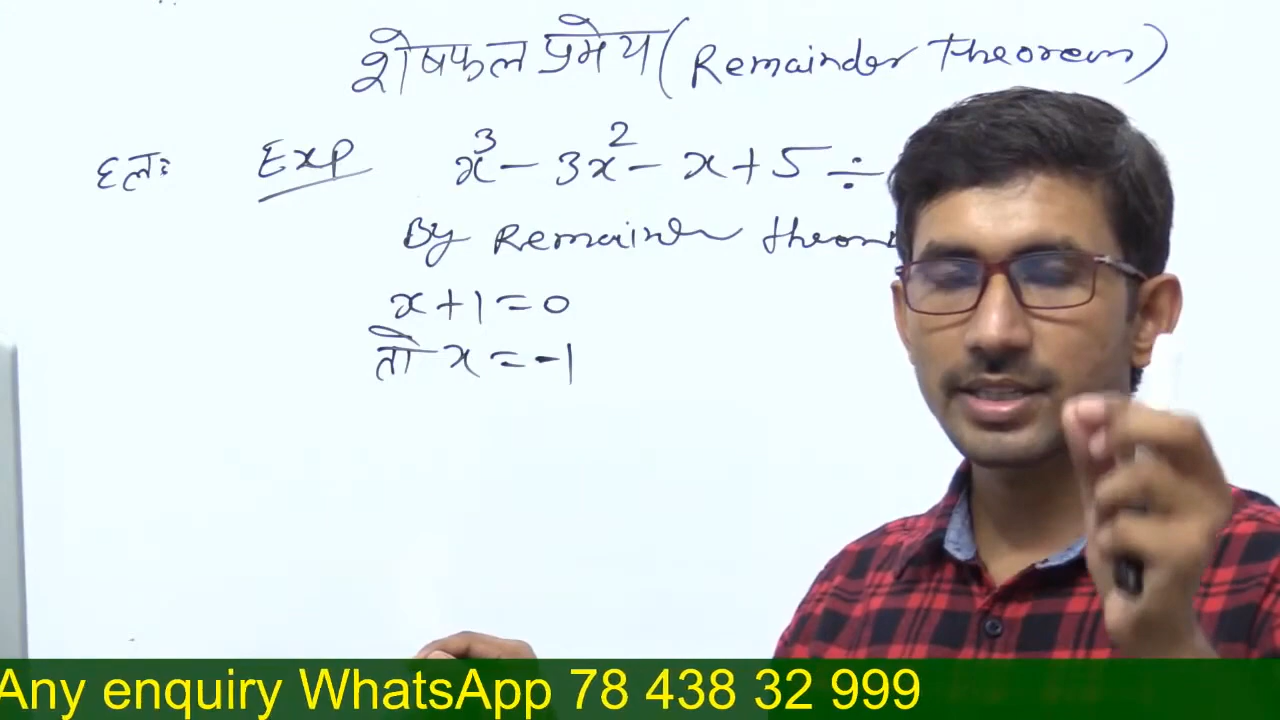 शेषफल प्रमेय (Remainder Theorem)
हल: Exp x³ - 3x² - x + 5 ÷
By Remainder theore
x + 1 = 0
तो x = -1
Any enquiry WhatsApp 78 438 32 999